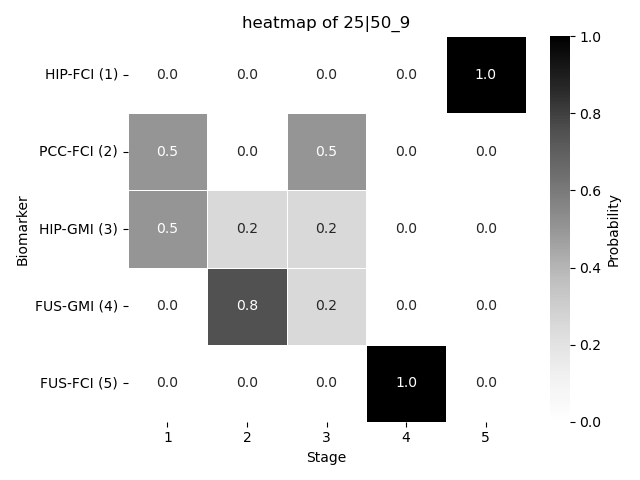 heatmap of 25|50_9
HIP-FCI (1) 0.0 0.0 0.0 0.0 1.0
PCC-FCI (2) 0.5 0.0 0.5 0.0 0.0
HIP-GMI (3) 0.5 0.2 0.2 0.0 0.0
FUS-GMI (4) 0.0 0.8 0.2 0.0 0.0
FUS-FCI (5) 0.0 0.0 0.0 1.0 0.0
1 2 3 4 5
Stage
Biomarker
1.0
0.8
0.6
0.4
0.2
0.0
Probability